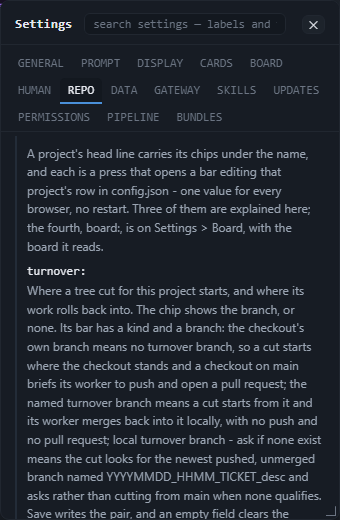 Settings
search settings — labels and
GENERAL PROMPT DISPLAY CARDS BOARD
HUMAN REPO DATA GATEWAY SKILLS UPDATES
PERMISSIONS PIPELINE BUNDLES
A project's head line carries its chips under the name,
and each is a press that opens a bar editing that
project's row in config.json - one value for every
browser, no restart. Three of them are explained here;
the fourth, board:, is on Settings > Board, with the
board it reads.
turnover:
Where a tree cut for this project starts, and where its
work rolls back into. The chip shows the branch, or
none. Its bar has a kind and a branch: the checkout's
own branch means no turnover branch, so a cut starts
where the checkout stands and a checkout on main
briefs its worker to push and open a pull request; the
named turnover branch means a cut starts from it and
its worker merges back into it locally, with no push and
no pull request; local turnover branch - ask if none exist
means the cut looks for the newest pushed, unmerged
branch named YYYYMMDD_HHMM_TICKET_desc and
asks rather than cutting from main when none qualifies.
Save writes the pair, and an empty field clears the